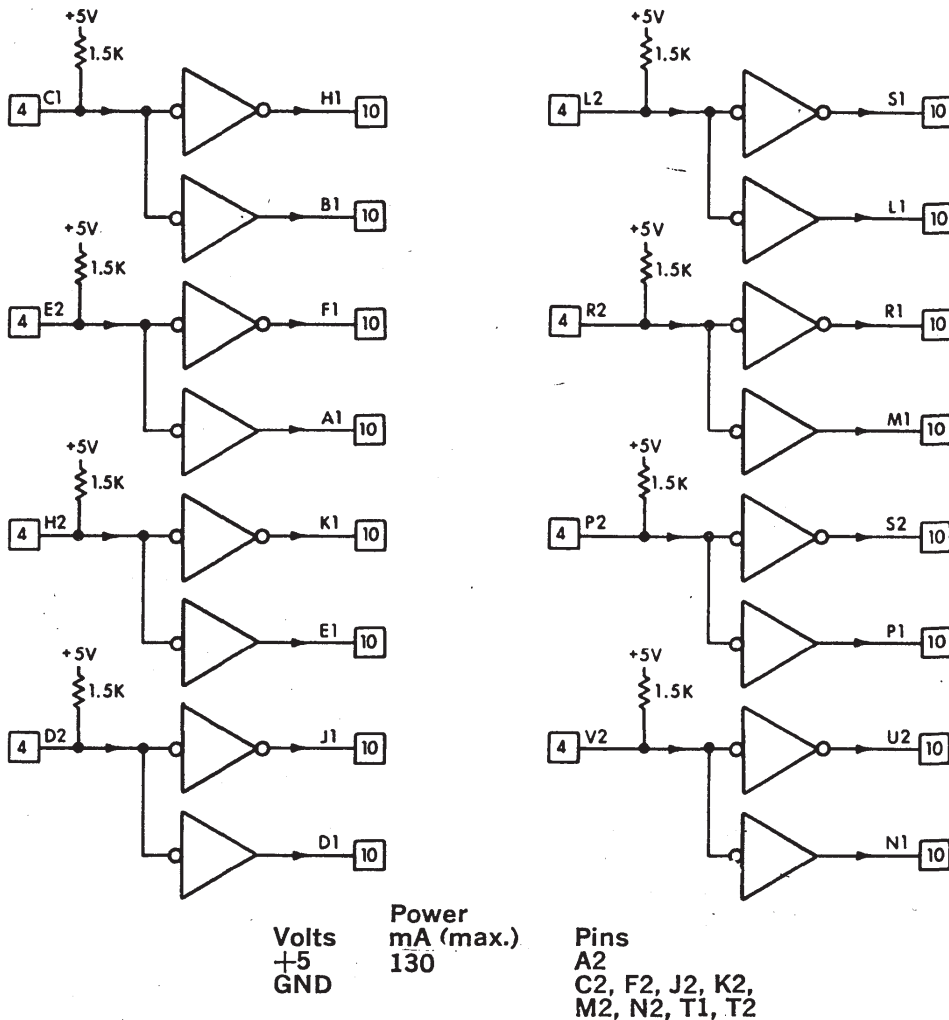 +5V
1.5K
4 C1 H1 10
B1 10
+5V
1.5K
4 E2 F1 10
A1 10
+5V
1.5K
4 H2 K1 10
E1 10
+5V
1.5K
4 D2 J1 10
D1 10
+5V
1.5K
4 L2 S1 10
L1 10
+5V
1.5K
4 R2 R1 10
M1 10
+5V
1.5K
4 P2 S2 10
P1 10
+5V
1.5K
4 V2 U2 10
N1 10
Power
Volts mA (max.) Pins
+5 130 A2
GND C2, F2, J2, K2,
M2, N2, T1, T2